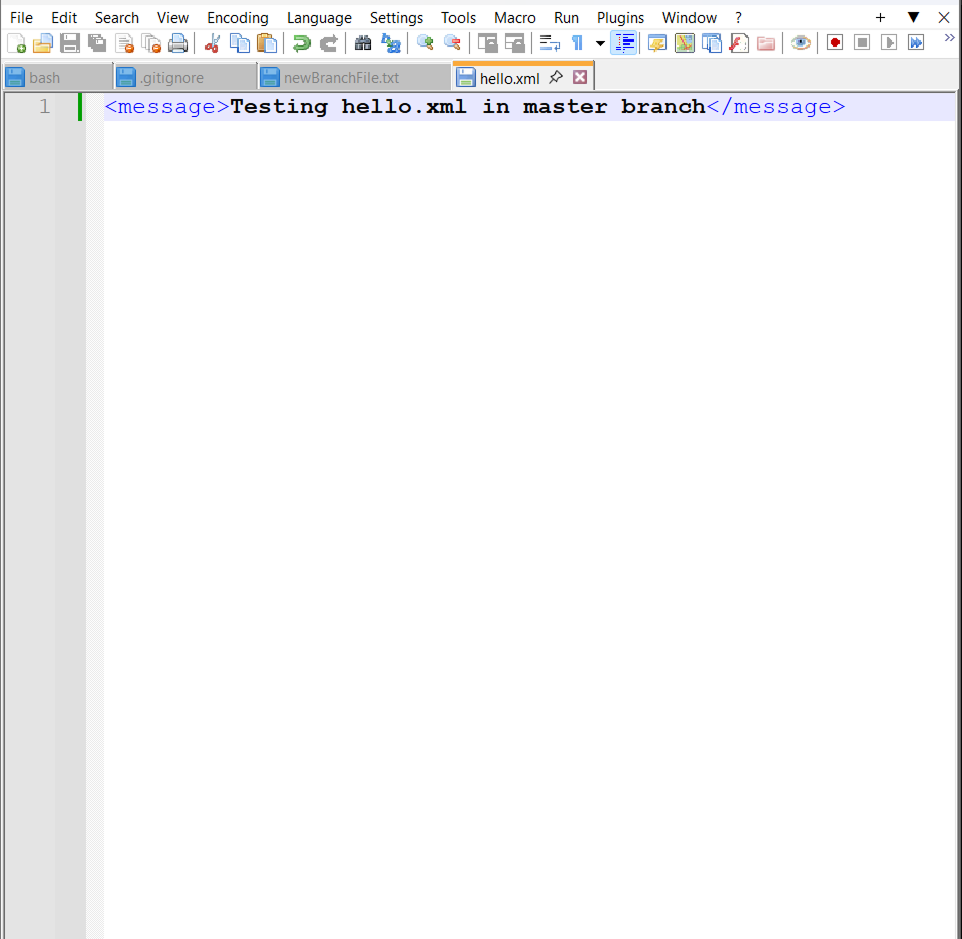 File Edit Search View Encoding Language Settings Tools Macro Run Plugins Window ? + ▼ X
bash .gitignore newBranchFile.txt hello.xml
1 <message>Testing hello.xml in master branch</message>